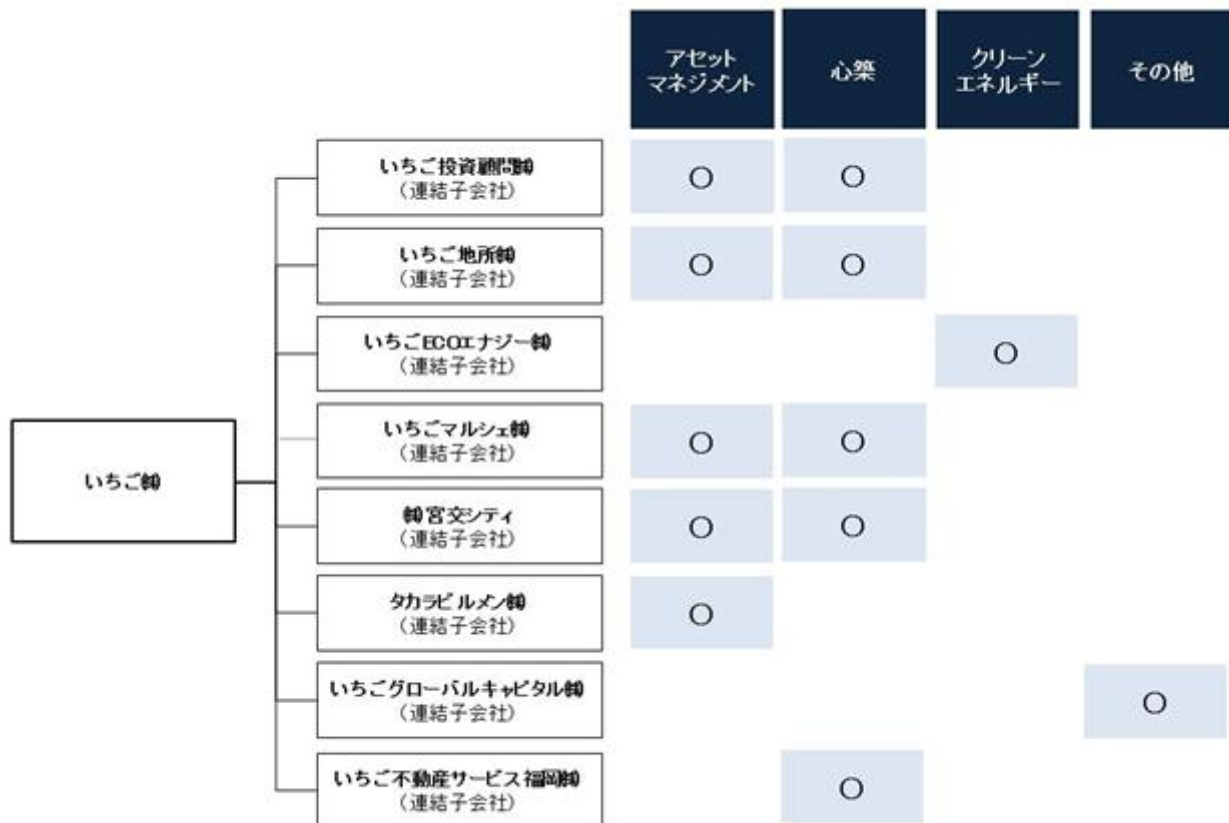 アセット
マネジメント
心築
クリーン
エネルギー
その他
いちご投資顧問㈱
（連結子会社）
○
○
いちご地所㈱
（連結子会社）
○
○
いちごECOエナジー㈱
（連結子会社）
○
いちご㈱
いちごマルシェ㈱
（連結子会社）
○
○
㈱宮交シティ
（連結子会社）
○
○
タカラビルメン㈱
（連結子会社）
○
いちごグローバルキャピタル㈱
（連結子会社）
○
いちご不動産サービス福岡㈱
（連結子会社）
○